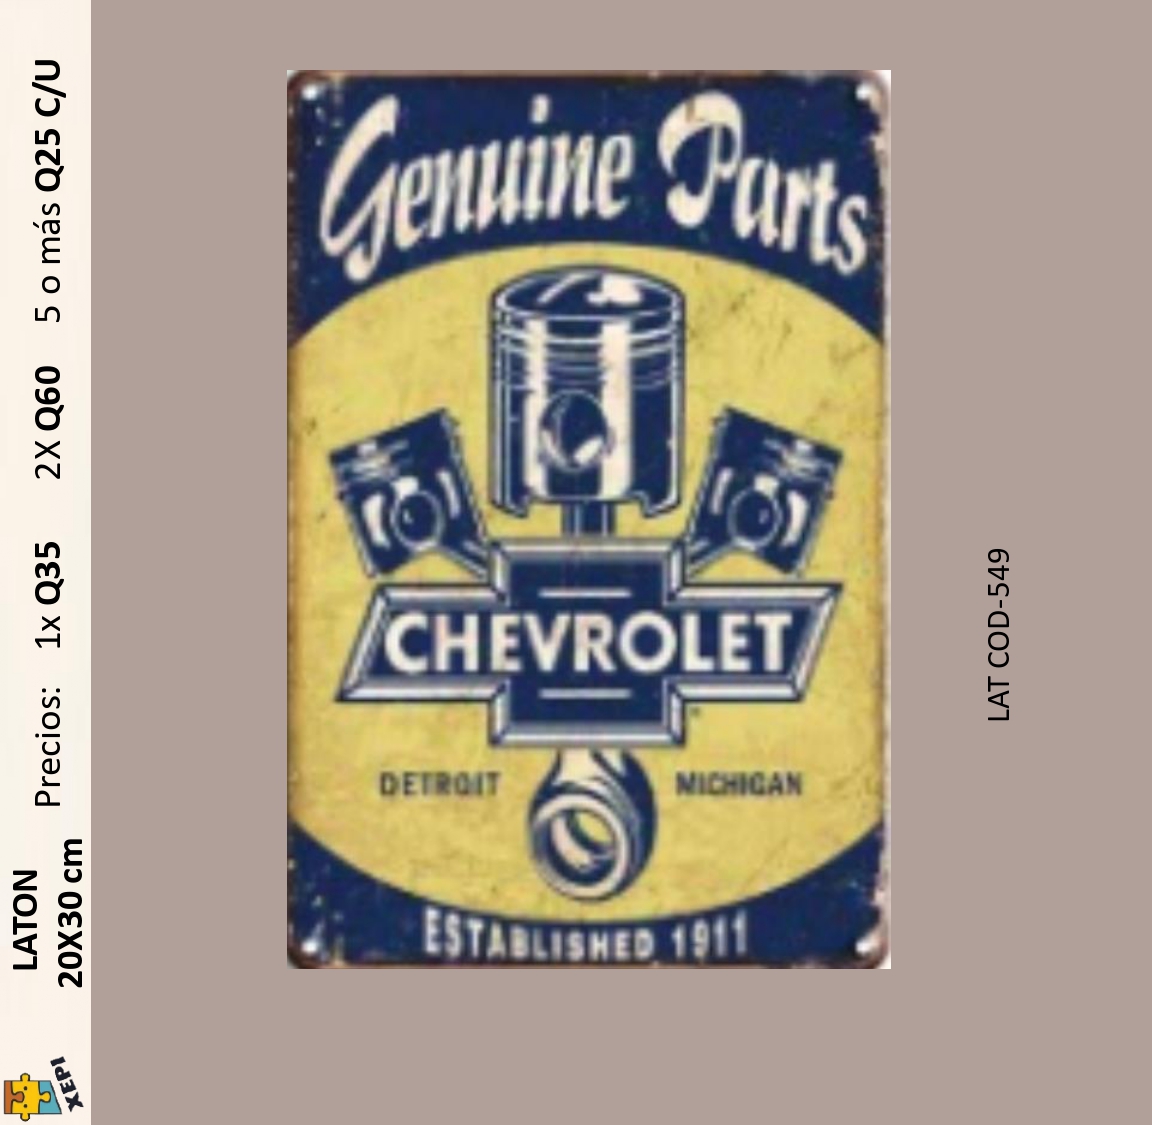 LATON
20X30 cm
Precios: 1x Q35 2X Q60 5 o más Q25 C/U
XEPI
Genuine Parts
CHEVROLET
DETROIT MICHIGAN
ESTABLISHED 1911
LAT COD-549